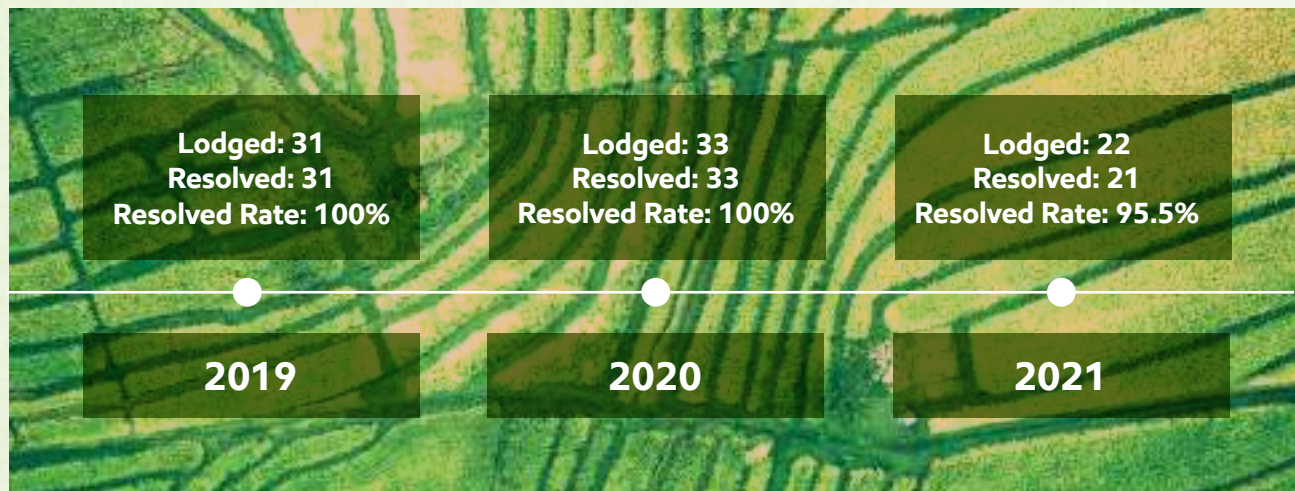 Lodged: 31
Resolved: 31
Resolved Rate: 100%
Lodged: 33
Resolved: 33
Resolved Rate: 100%
Lodged: 22
Resolved: 21
Resolved Rate: 95.5%
2019
2020
2021